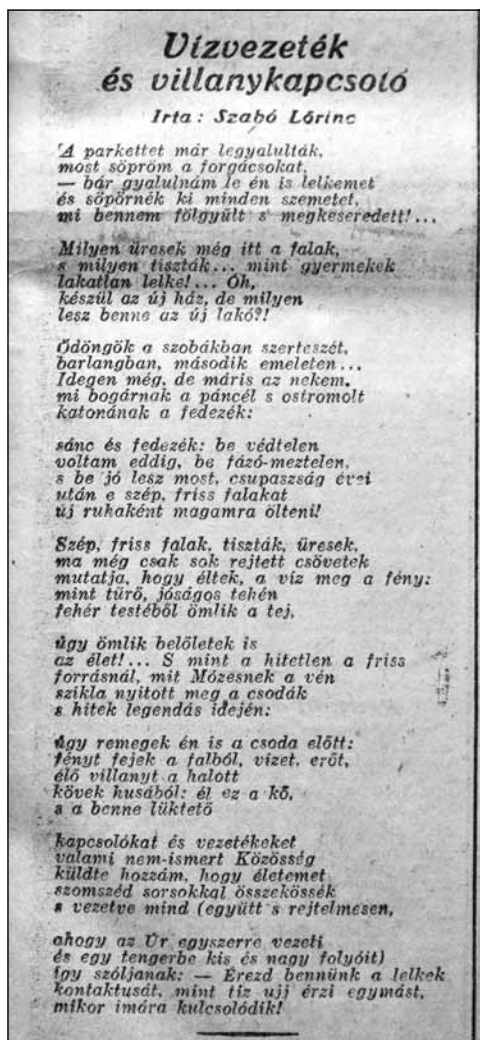 Vízvezeték
és villanykapcsoló
Irta: Szabó Lőrinc
A parkettet már legyalulták,
most söpröm a forgácsokat,
— bár gyalulnám le én is lelkemet
és söpörnék ki minden szemetet,
mi bennem fölgyült s megkeseredett!...
Milyen üresek még itt a falak,
s milyen tiszták... mint gyermekek
lakatlan lelke!... Óh,
készül az új ház, de milyen
lesz benne az új lakó?!
Ődöngök a szobákban szerteszét,
barlangban, második emeleten...
Idegen még, de máris az nekem,
mi bogárnak a páncél s ostromolt
katonának a fedezék:
sánc és fedezék: be védtelen
voltam eddig, be fázó-meztelen,
s be jó lesz most, csupaszság évei
után e szép, friss falakat
új ruhaként magamra ölteni!
Szép, friss falak, tiszták, üresek,
ma még csak sok rejtett csövetek
mutatja, hogy éltek, a víz meg a fény:
mint tűrő, jóságos tehén
fehér testéből ömlik a tej,
úgy ömlik belőletek is
az élet!... S mint a hitetlen a friss
forrásnál, mit Mózesnek a vén
szikla nyitott meg a csodák
s hitek legendás idején:
úgy remegek én is a csoda előtt:
fényt fejek a falból, vizet, erőt,
élő villanyt a halott
kövek husából: él ez a kő,
s a benne lüktető
kapcsolókat és vezetékeket
valami nem-ismert Közösség
küldte hozzám, hogy életemet
szomszéd sorsokkal összekössék
s vezetve mind (együtt s rejtelmesen,
ahogy az Úr egyszerre vezeti
és egy tengerbe kis és nagy folyóit)
így szóljanak: — Érezd bennünk a lelkek
kontaktusát, mint tíz ujj érzi egymást,
mikor imára kulcsolódik!